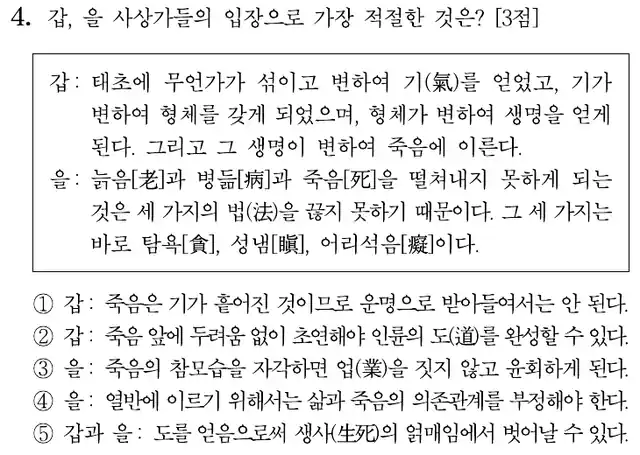 4. 갑, 을 사상가들의 입장으로 가장 적절한 것은? [3점]
갑: 태초에 무언가가 섞이고 변하여 기(氣)를 얻었고, 기가
변하여 형체를 갖게 되었으며, 형체가 변하여 생명을 얻게
된다. 그리고 그 생명이 변하여 죽음에 이른다.
을: 늙음[老]과 병듦[病]과 죽음[死]을 떨쳐내지 못하게 되는
것은 세 가지의 법(法)을 끊지 못하기 때문이다. 그 세 가지는
바로 탐욕[貪], 성냄[瞋], 어리석음[癡]이다.
① 갑: 죽음은 기가 흩어진 것이므로 운명으로 받아들여서는 안 된다.
② 갑: 죽음 앞에 두려움 없이 초연해야 인륜의 도(道)를 완성할 수 있다.
③ 을: 죽음의 참모습을 자각하면 업(業)을 짓지 않고 윤회하게 된다.
④ 을: 열반에 이르기 위해서는 삶과 죽음의 의존관계를 부정해야 한다.
⑤ 갑과 을: 도를 얻음으로써 생사(生死)의 얽매임에서 벗어날 수 있다.